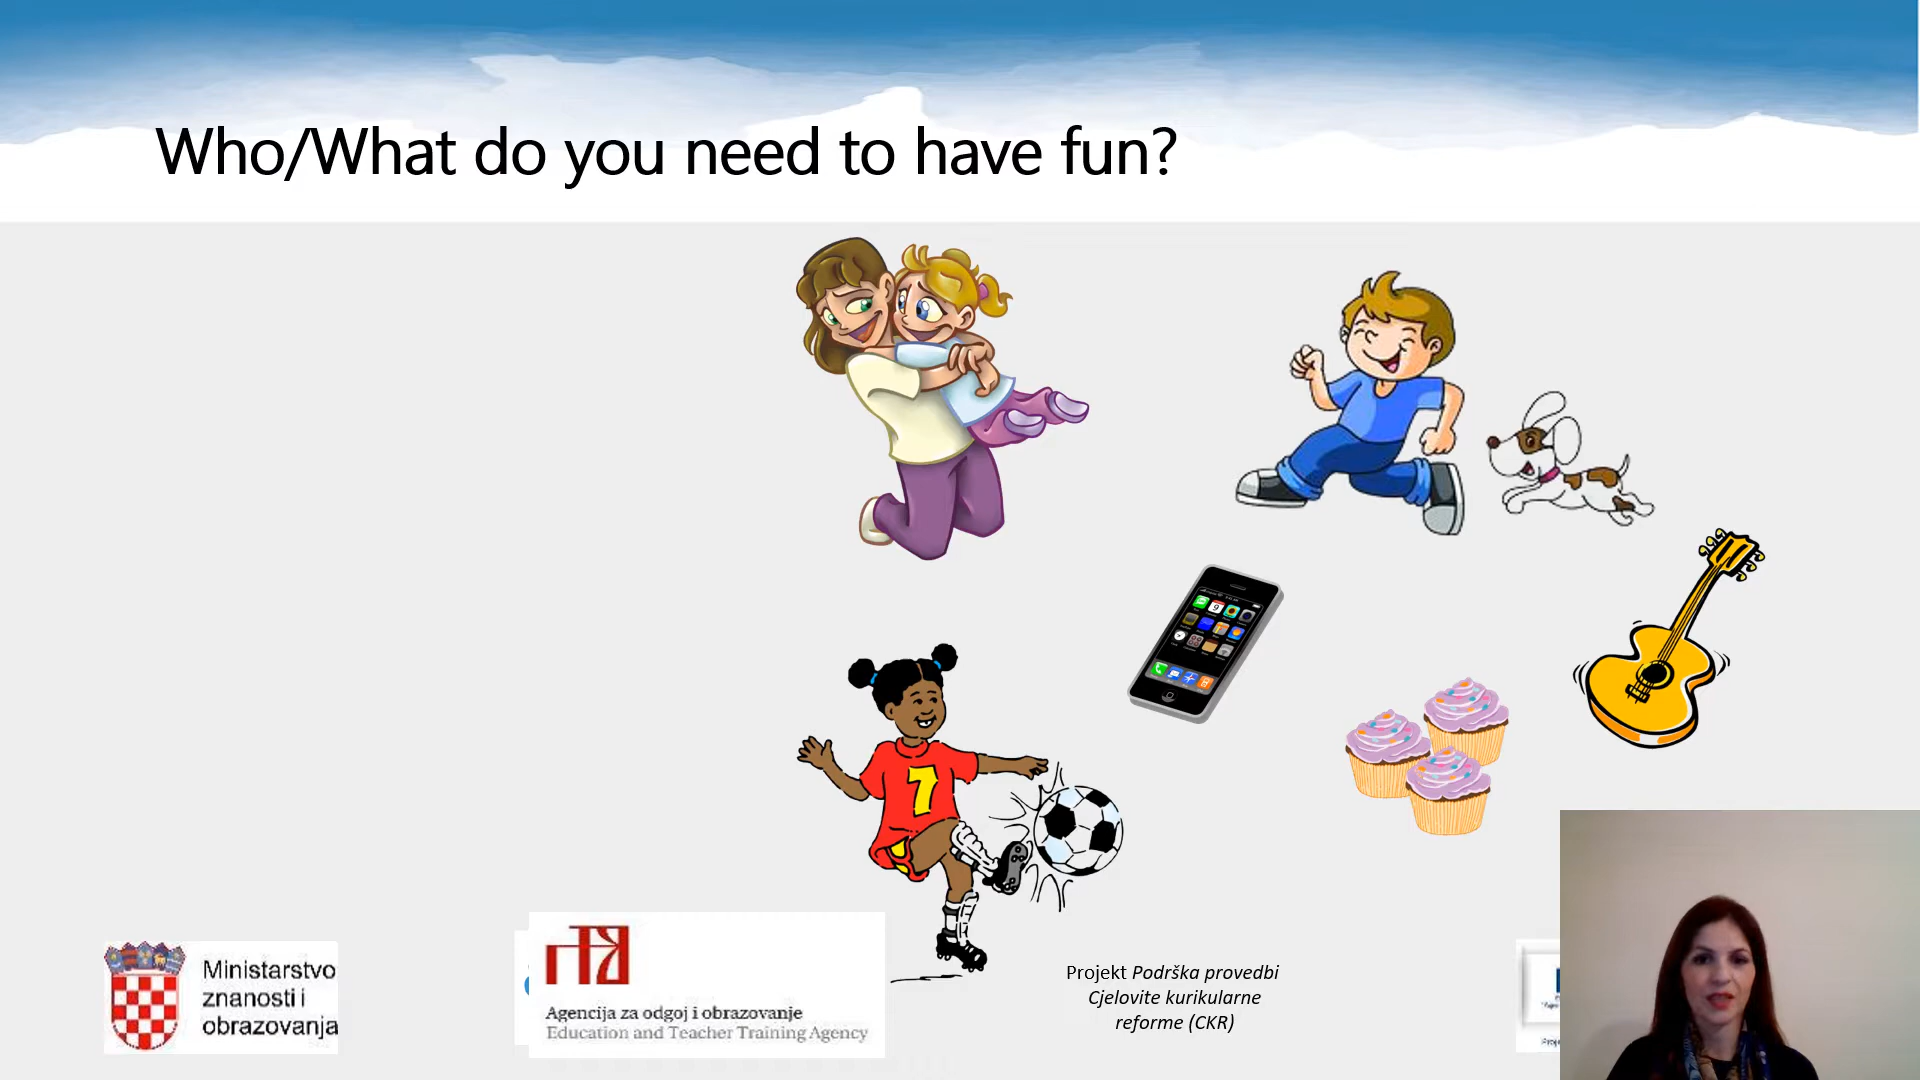 Who/What do you need to have fun?
7
Ministarstvo
znanosti i
obrazovanja
Agencija za odgoj i obrazovanje
Education and Teacher Training Agency
Projekt Podrška provedbi
Cjelovite kurikularne
reforme (CKR)